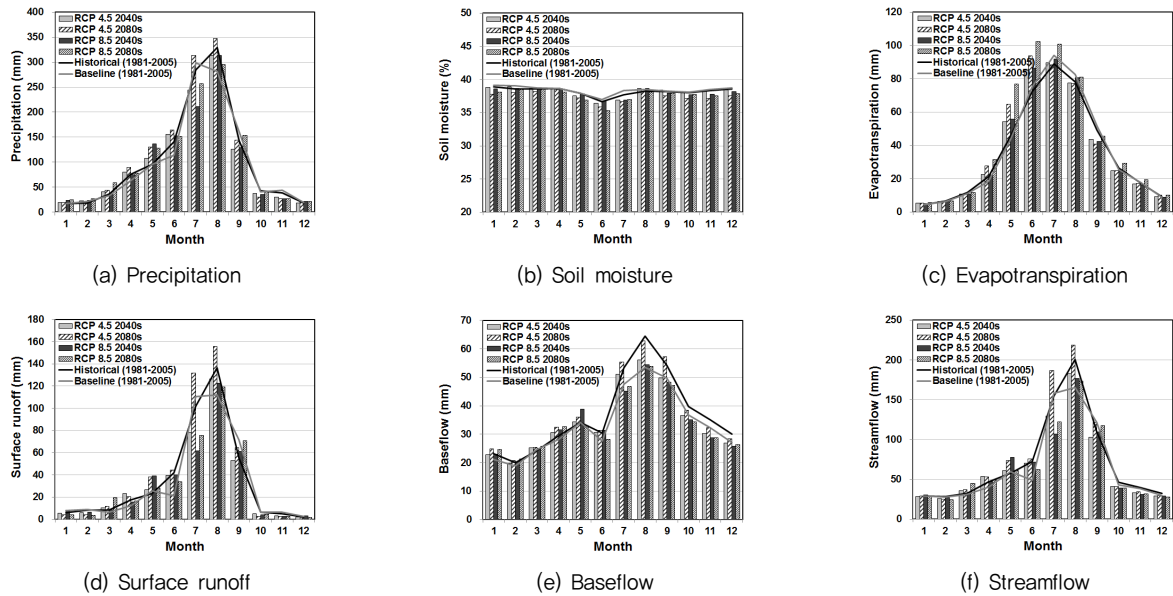 RCP 4.5 2040s
RCP 4.5 2080s
RCP 8.5 2040s
RCP 8.5 2080s
Historical (1981-2005)
Baseline (1981-2005)
Precipitation (mm)
400
350
300
250
200
150
100
50
0
1 2 3 4 5 6 7 8 9 10 11 12
Month
(a) Precipitation
RCP 4.5 2040s
RCP 4.5 2080s
RCP 8.5 2040s
RCP 8.5 2080s
Historical (1981-2005)
Baseline (1981-2005)
Soil moisture (%)
50
45
40
35
30
25
20
1 2 3 4 5 6 7 8 9 10 11 12
Month
(b) Soil moisture
RCP 4.5 2040s
RCP 4.5 2080s
RCP 8.5 2040s
RCP 8.5 2080s
Historical (1981-2005)
Baseline (1981-2005)
Evapotranspiration (mm)
120
100
80
60
40
20
0
1 2 3 4 5 6 7 8 9 10 11 12
Month
(c) Evapotranspiration
RCP 4.5 2040s
RCP 4.5 2080s
RCP 8.5 2040s
RCP 8.5 2080s
Historical (1981-2005)
Baseline (1981-2005)
Surface runoff (mm)
180
160
140
120
100
80
60
40
20
0
1 2 3 4 5 6 7 8 9 10 11 12
Month
(d) Surface runoff
RCP 4.5 2040s
RCP 4.5 2080s
RCP 8.5 2040s
RCP 8.5 2080s
Historical (1981-2005)
Baseline (1981-2005)
Baseflow (mm)
70
60
50
40
30
20
10
0
1 2 3 4 5 6 7 8 9 10 11 12
Month
(e) Baseflow
RCP 4.5 2040s
RCP 4.5 2080s
RCP 8.5 2040s
RCP 8.5 2080s
Historical (1981-2005)
Baseline (1981-2005)
Streamflow (mm)
250
200
150
100
50
0
1 2 3 4 5 6 7 8 9 10 11 12
Month
(f) Streamflow